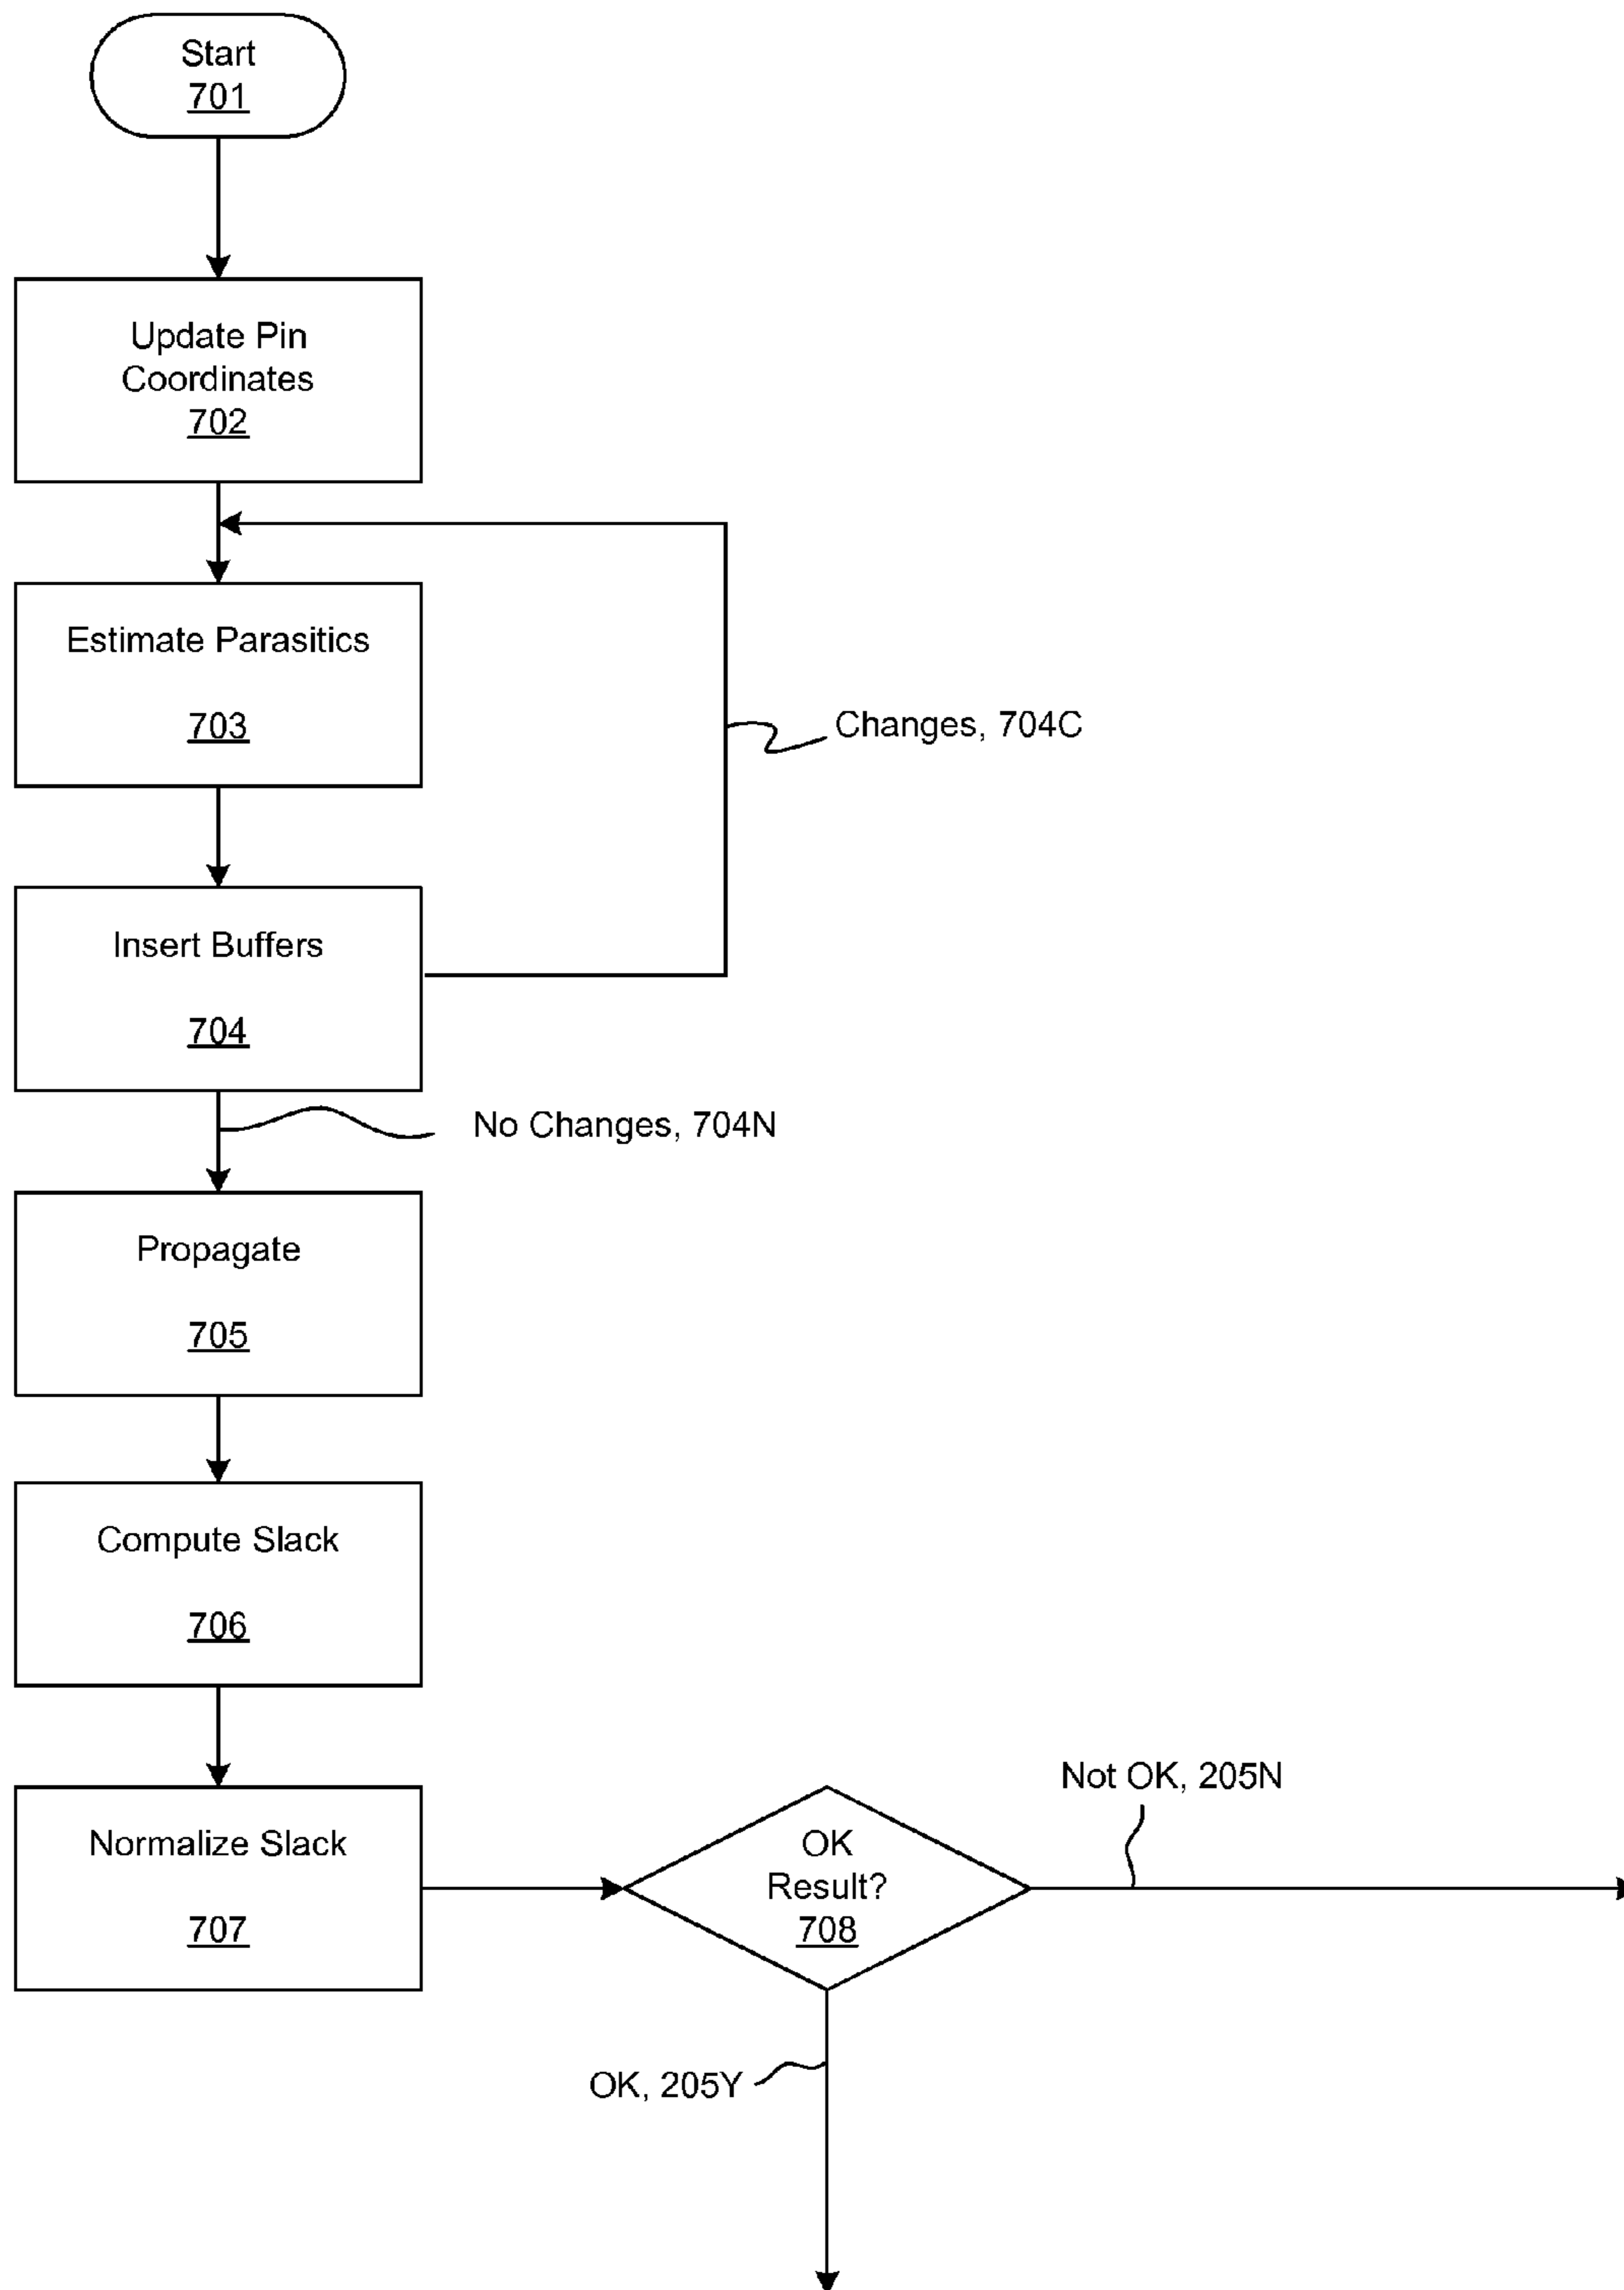 Start
701
Update Pin
Coordinates
702
Estimate Parasitics
703
Changes, 704C
Insert Buffers
704
No Changes, 704N
Propagate
705
Compute Slack
706
Normalize Slack
707
OK
Result?
708
Not OK, 205N
OK, 205Y